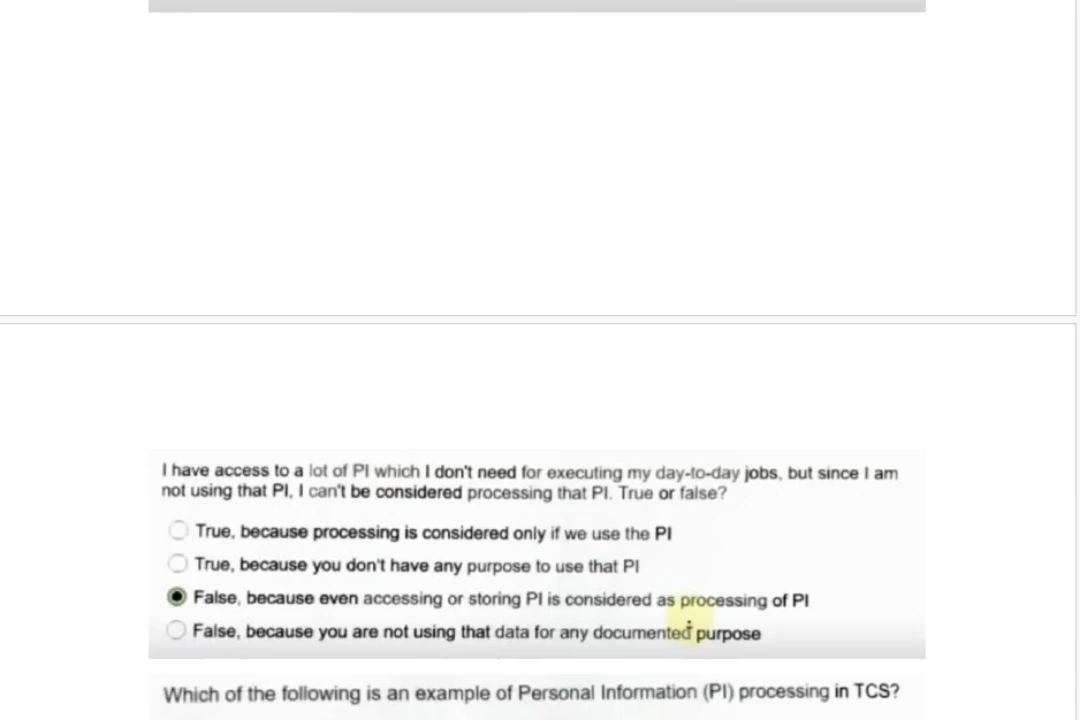 I have access to a lot of PI which I don't need for executing my day-to-day jobs, but since I am
not using that PI, I can't be considered processing that PI. True or false?
True, because processing is considered only if we use the PI
True, because you don't have any purpose to use that PI
False, because even accessing or storing PI is considered as processing of PI
False, because you are not using that data for any documented purpose
Which of the following is an example of Personal Information (PI) processing in TCS?